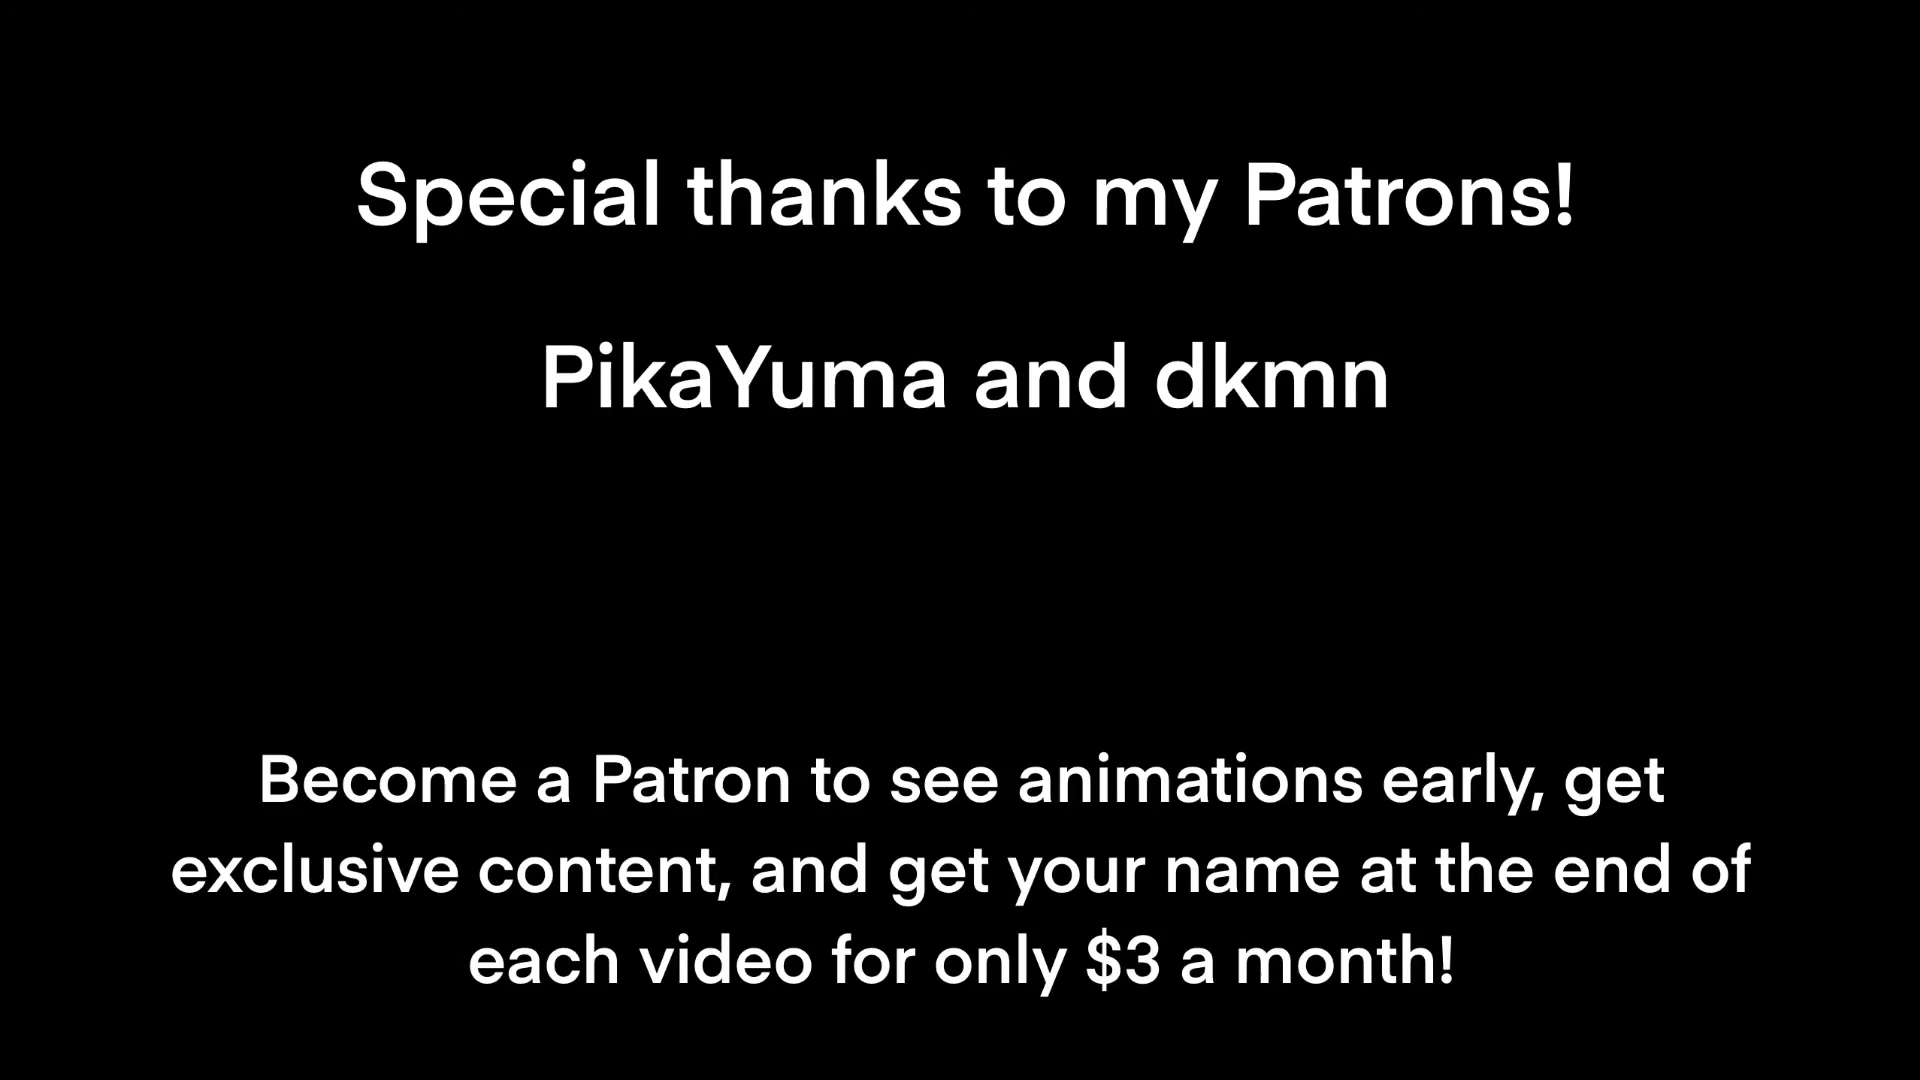 Special thanks to my Patrons!
PikaYuma and dkmn
Become a Patron to see animations early, get
exclusive content, and get your name at the end of
each video for only $3 a month!